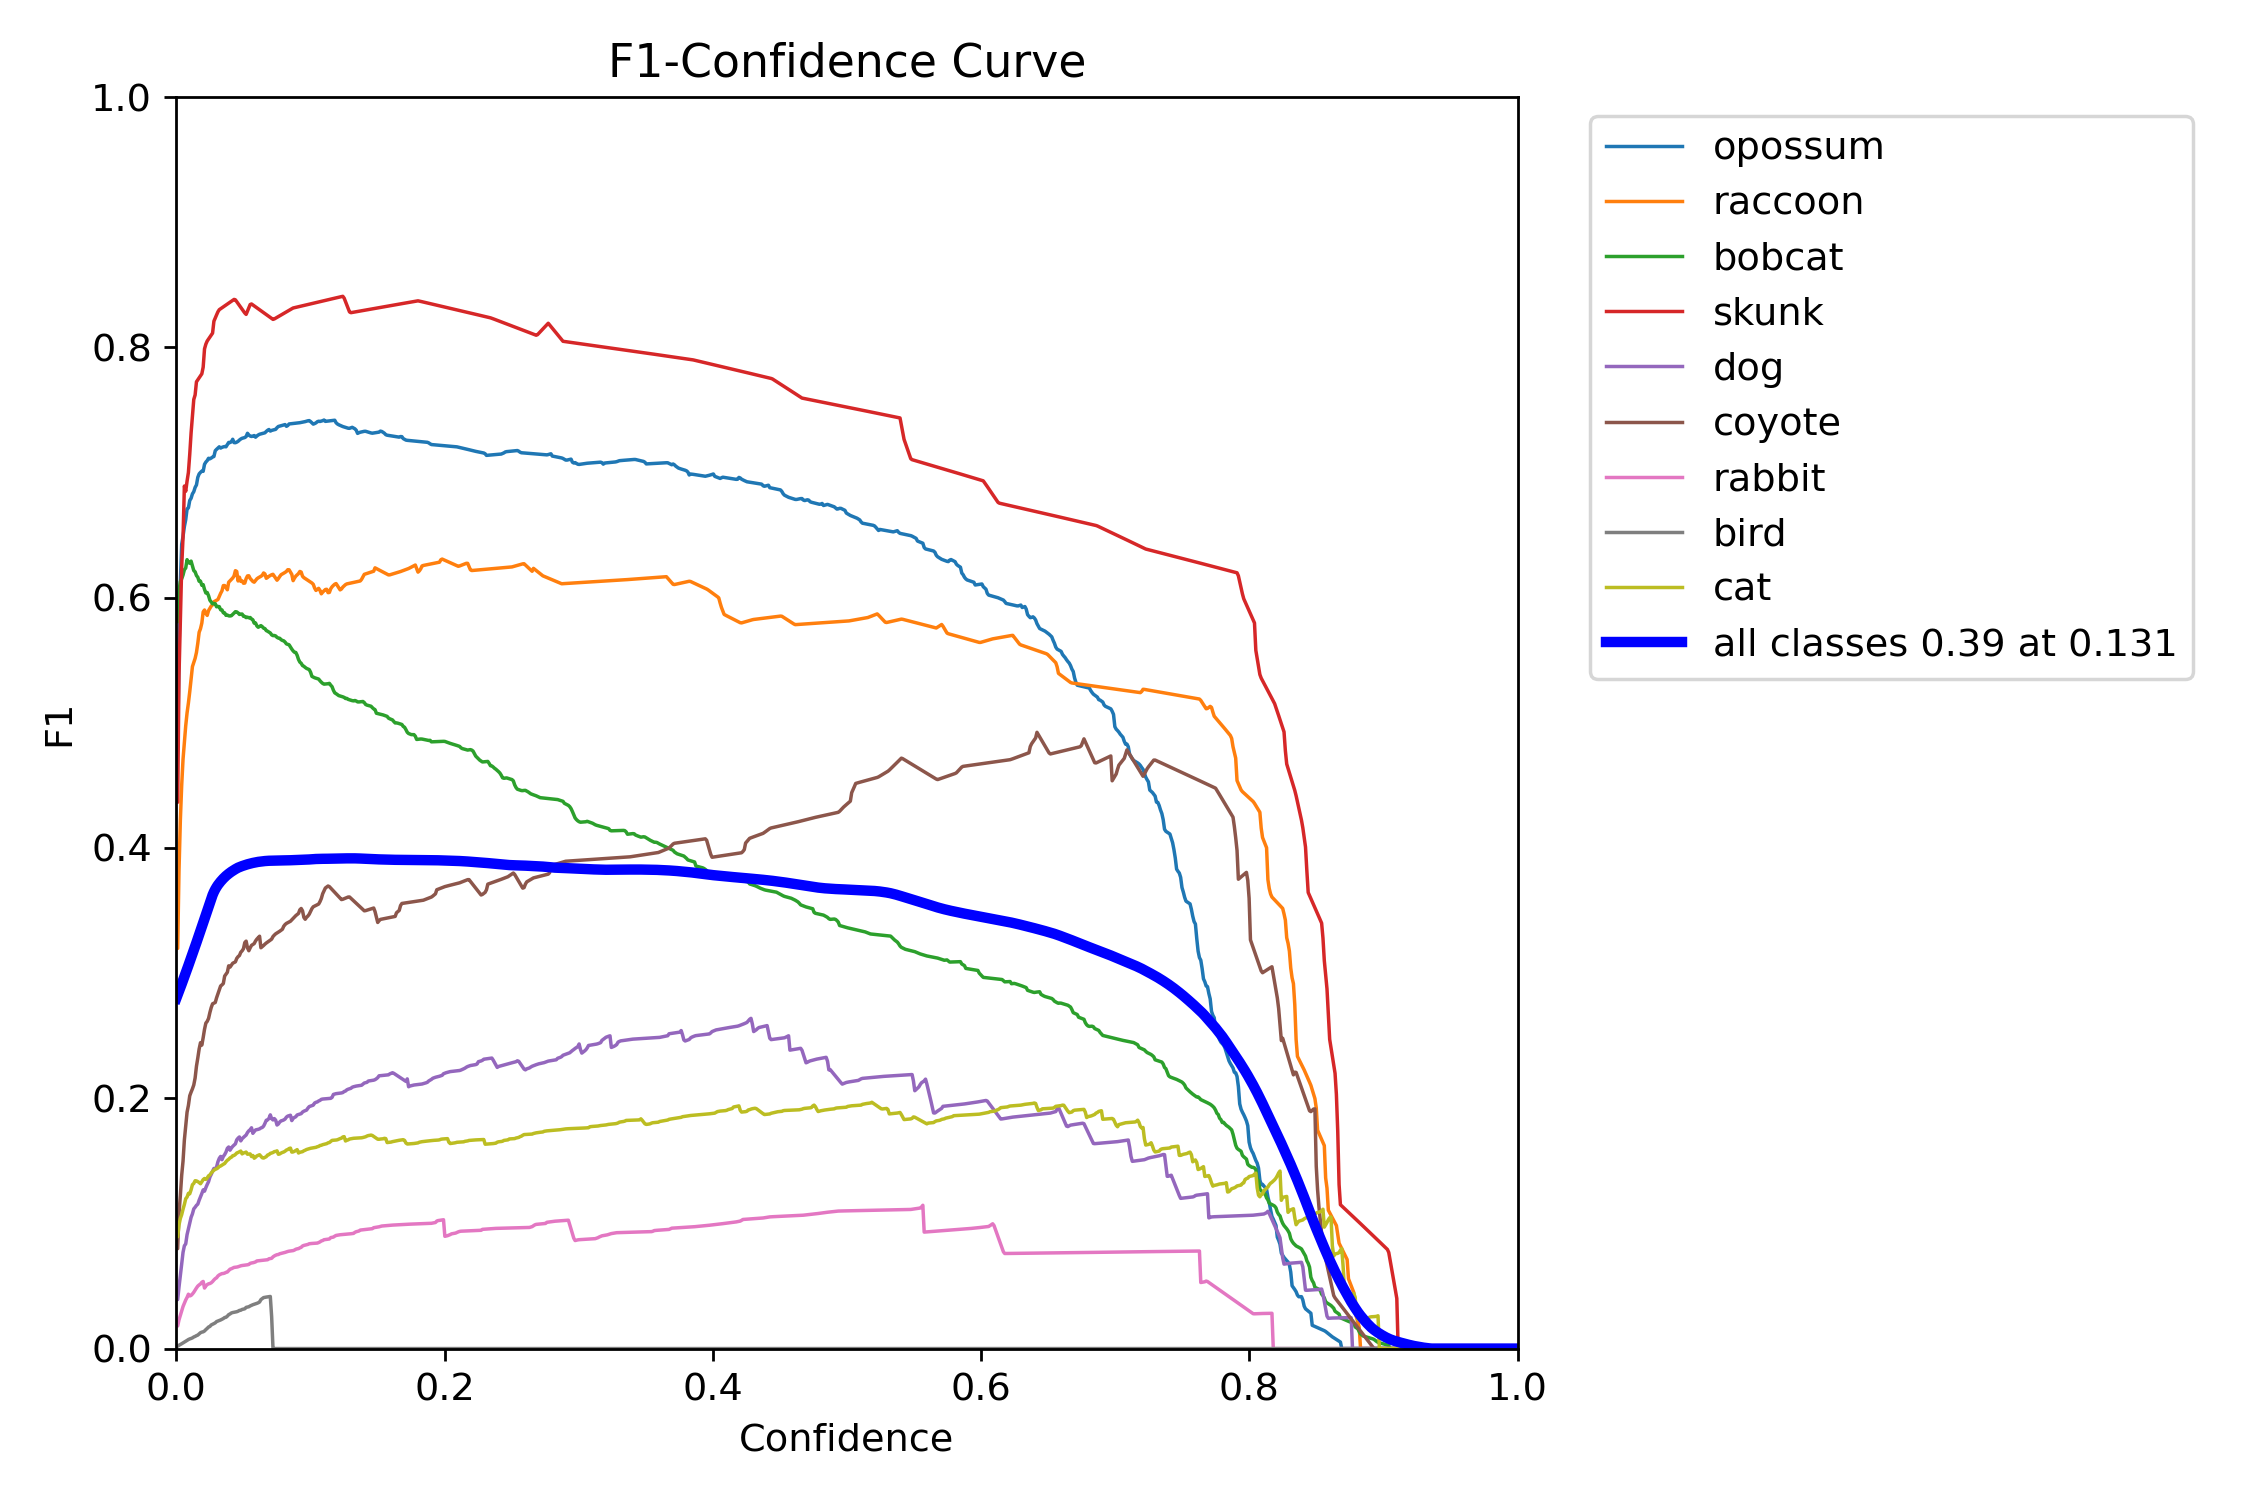 F1-Confidence Curve
1.0
0.8
0.6
0.4
0.2
0.0
F1
0.0 0.2 0.4 0.6 0.8 1.0
Confidence
opossum
raccoon
bobcat
skunk
dog
coyote
rabbit
bird
cat
all classes 0.39 at 0.131